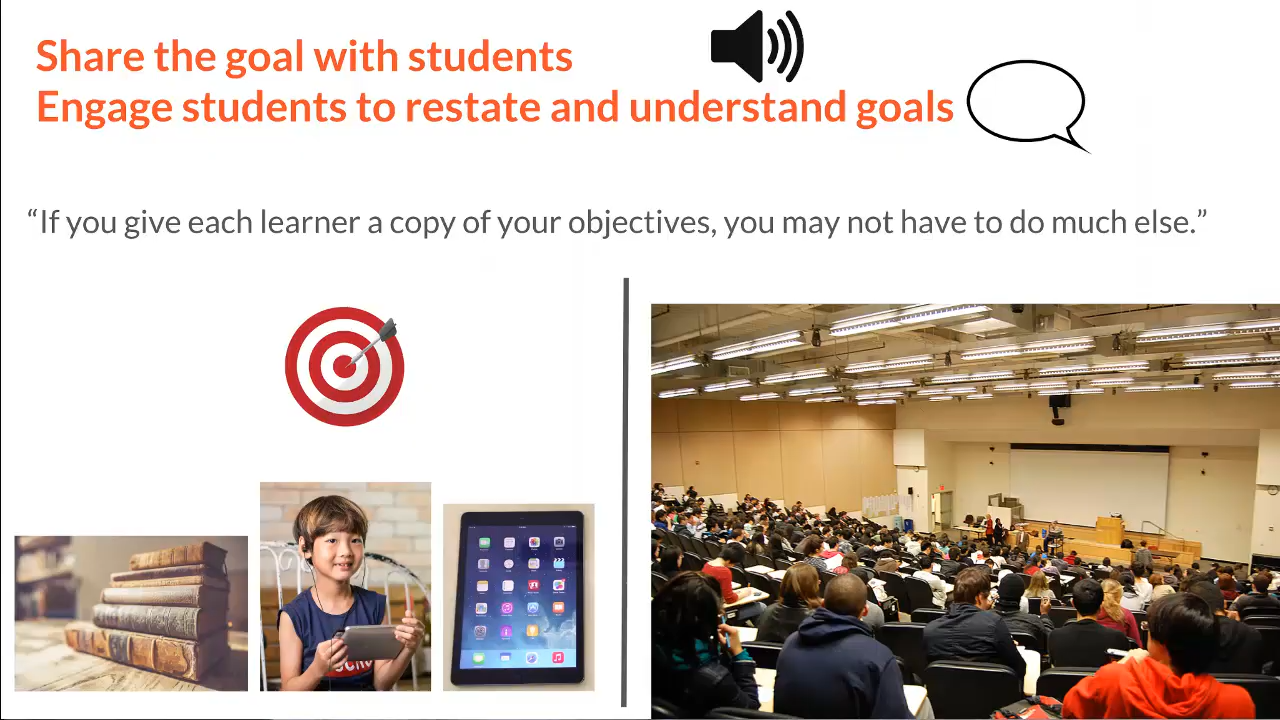 Share the goal with students
Engage students to restate and understand goals
“If you give each learner a copy of your objectives, you may not have to do much else.”